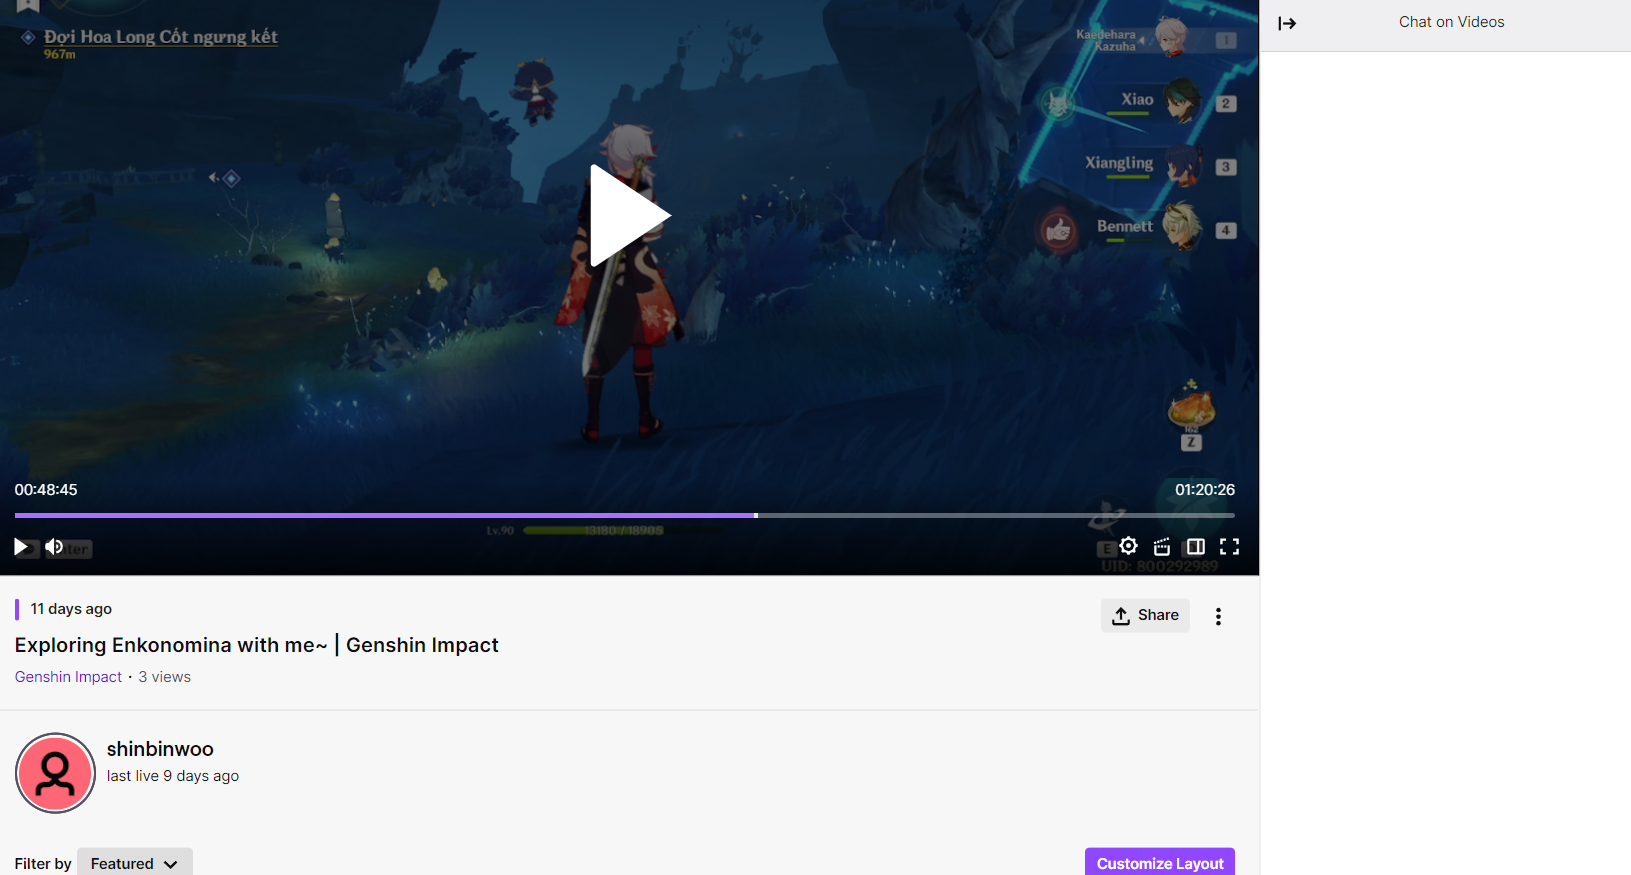 Đợi Hoa Long Cốt ngưng kết
967m
Kaedehara
Kazuha
1
Xiao
2
Xiangling
3
Bennett
4
162
Z
00:48:45
01:20:26
Lv.90
13180 / 18905
E
UID: 800292989
Chat on Videos
11 days ago
Share
Exploring Enkonomina with me~ | Genshin Impact
Genshin Impact · 3 views
shinbinwoo
last live 9 days ago
Filter by
Featured
Customize Layout